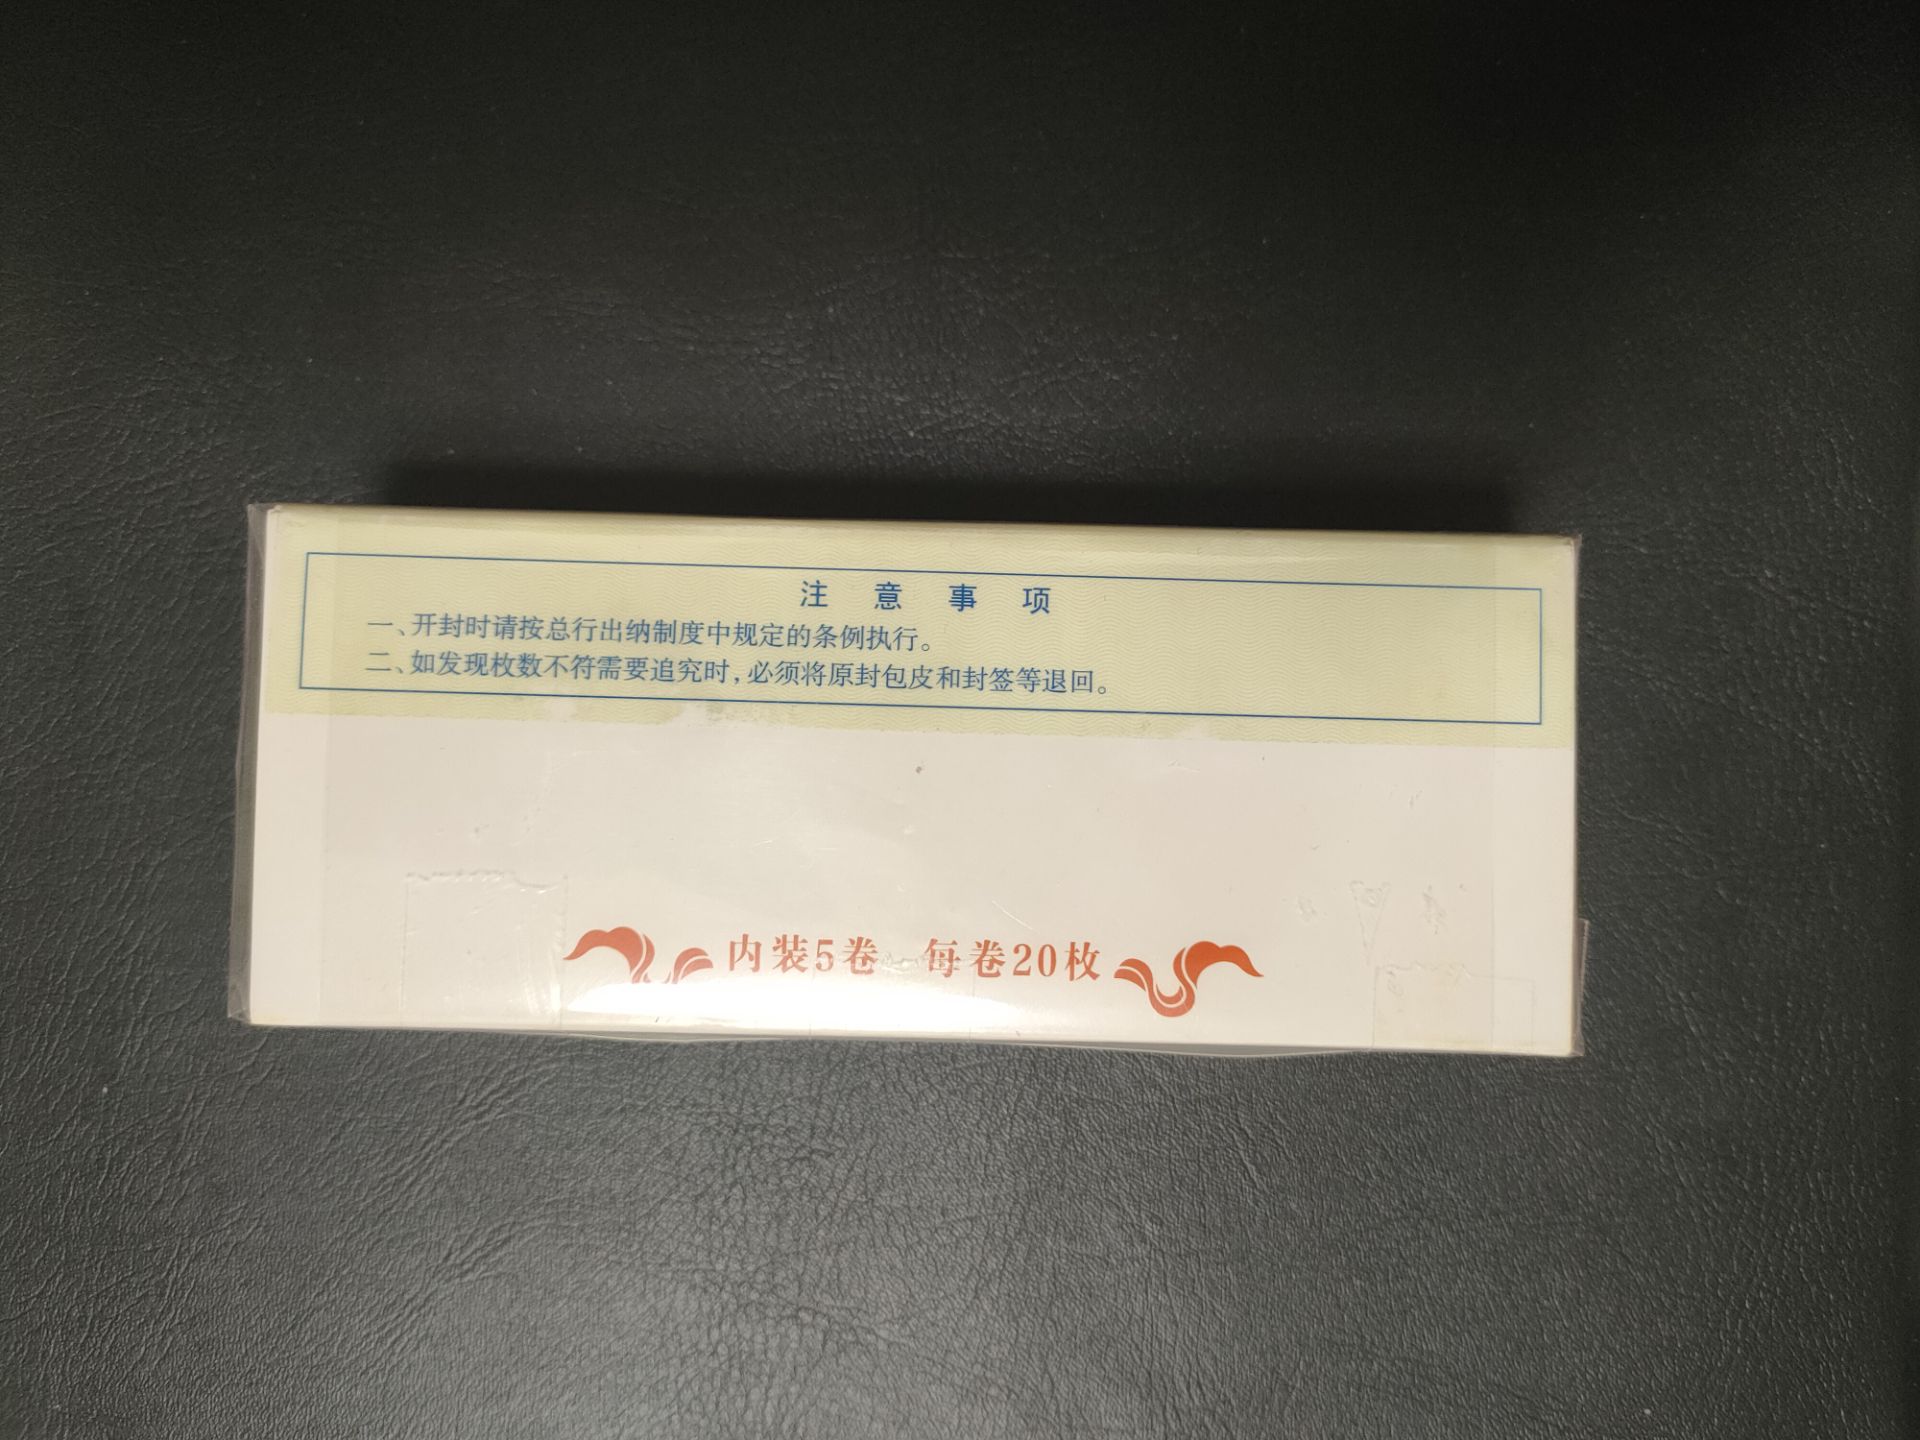 注 意 事 项
一、开封时请按总行出纳制度中规定的条例执行。
二、如发现枚数不符需要追究时,必须将原封包皮和封签等退回。
内装5卷 每卷20枚